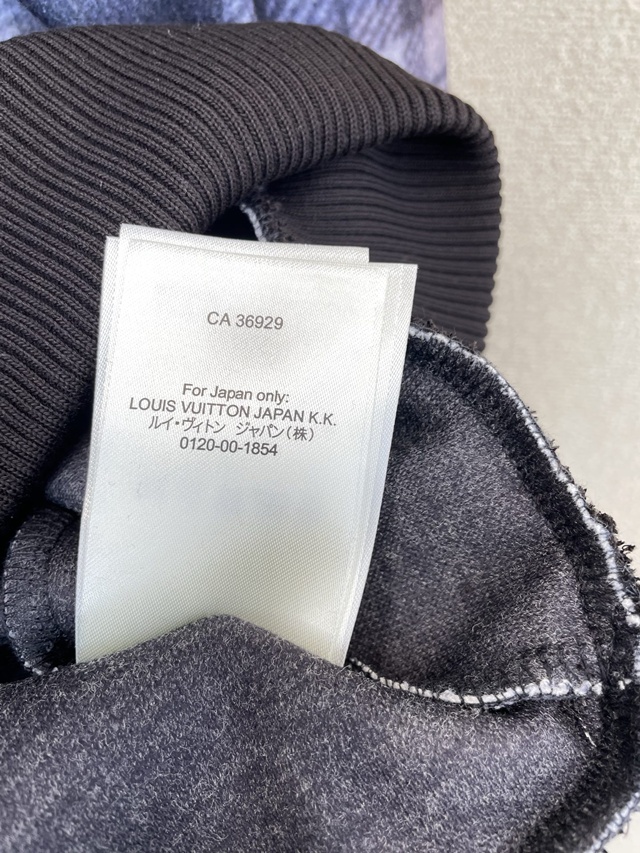 CA 36929
For Japan only:
LOUIS VUITTON JAPAN K.K.
ルイ・ヴィトン ジャパン(株)
0120-00-1854